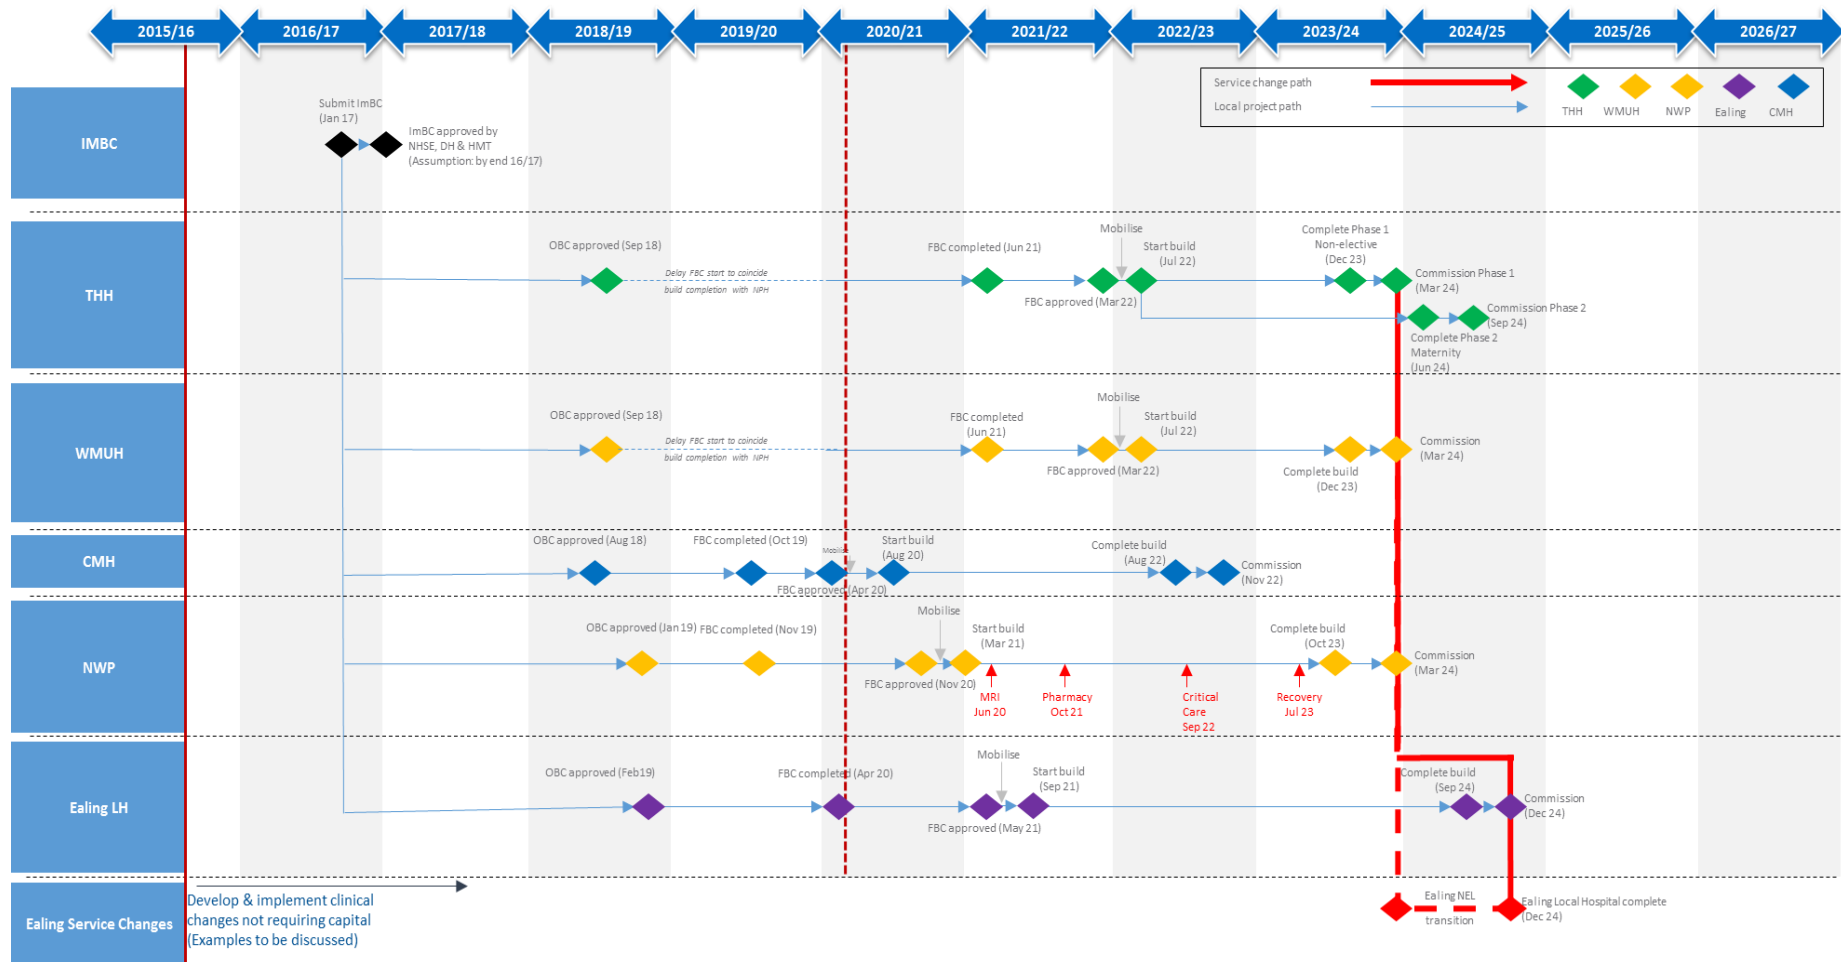 2015/16
2016/17
2017/18
2018/19
2019/20
2020/21
2021/22
2022/23
2023/24
2024/25
2025/26
2026/27
Service change path
Local project path
THH
WMUH
NWP
Ealing
CMH
IMBC
Submit ImBC
(Jan 17)
ImBC approved by
NHSE, DH & HMT
(Assumption: by end 16/17)
THH
OBC approved (Sep 18)
Delay FBC start to coincide
build completion with NPH
FBC completed (Jun 21)
FBC approved (Mar 22)
Mobilise
Start build
(Jul 22)
Complete Phase 1
Non-elective
(Dec 23)
Commission Phase 1
(Mar 24)
Complete Phase 2
Maternity
(Jun 24)
Commission Phase 2
(Sep 24)
WMUH
OBC approved (Sep 18)
Delay FBC start to coincide
build completion with NPH
FBC completed
(Jun 21)
FBC approved (Mar 22)
Mobilise
Start build
(Jul 22)
Complete build
(Dec 23)
Commission
(Mar 24)
CMH
OBC approved (Aug 18)
FBC completed (Oct 19)
Mobilise
FBC approved (Apr 20)
Start build
(Aug 20)
Complete build
(Aug 22)
Commission
(Nov 22)
NWP
OBC approved (Jan 19)
FBC completed (Nov 19)
FBC approved (Nov 20)
Mobilise
Start build
(Mar 21)
MRI
Jun 20
Pharmacy
Oct 21
Critical
Care
Sep 22
Recovery
Jul 23
Complete build
(Oct 23)
Commission
(Mar 24)
Ealing LH
OBC approved (Feb19)
FBC completed (Apr 20)
FBC approved (May 21)
Mobilise
Start build
(Sep 21)
Complete build
(Sep 24)
Commission
(Dec 24)
Ealing Service Changes
Develop & implement clinical
changes not requiring capital
(Examples to be discussed)
Ealing NEL
transition
Ealing Local Hospital complete
(Dec 24)